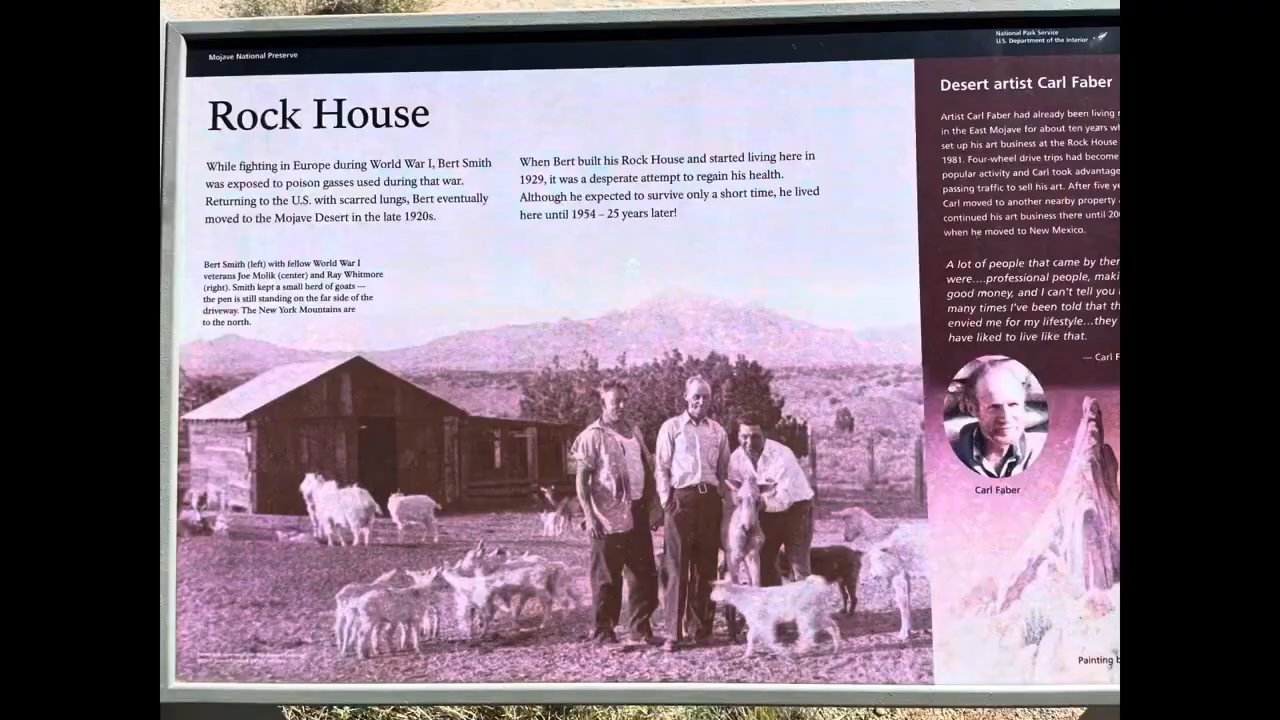 Mojave National Preserve
National Park Service
U.S. Department of the Interior
Rock House
While fighting in Europe during World War I, Bert Smith
was exposed to poison gasses used during that war.
Returning to the U.S. with scarred lungs, Bert eventually
moved to the Mojave Desert in the late 1920s.
When Bert built his Rock House and started living here in
1929, it was a desperate attempt to regain his health.
Although he expected to survive only a short time, he lived
here until 1954 – 25 years later!
Bert Smith (left) with fellow World War I
veterans Joe Molik (center) and Ray Whitmore
(right). Smith kept a small herd of goats —
the pen is still standing on the far side of the
driveway. The New York Mountains are
to the north.
Desert artist Carl Faber
Artist Carl Faber had already been living
in the East Mojave for about ten years
set up his art business at the Rock House
1981. Four-wheel drive trips had become
popular activity and Carl took advantage
passing traffic to sell his art. After five
Carl moved to another nearby property
continued his art business there until
when he moved to New Mexico.
A lot of people that came by
were....professional people,
good money, and I can't tell you
many times I've been told that
envied me for my lifestyle...they
have liked to live like that.
— Carl
Carl Faber
Painting